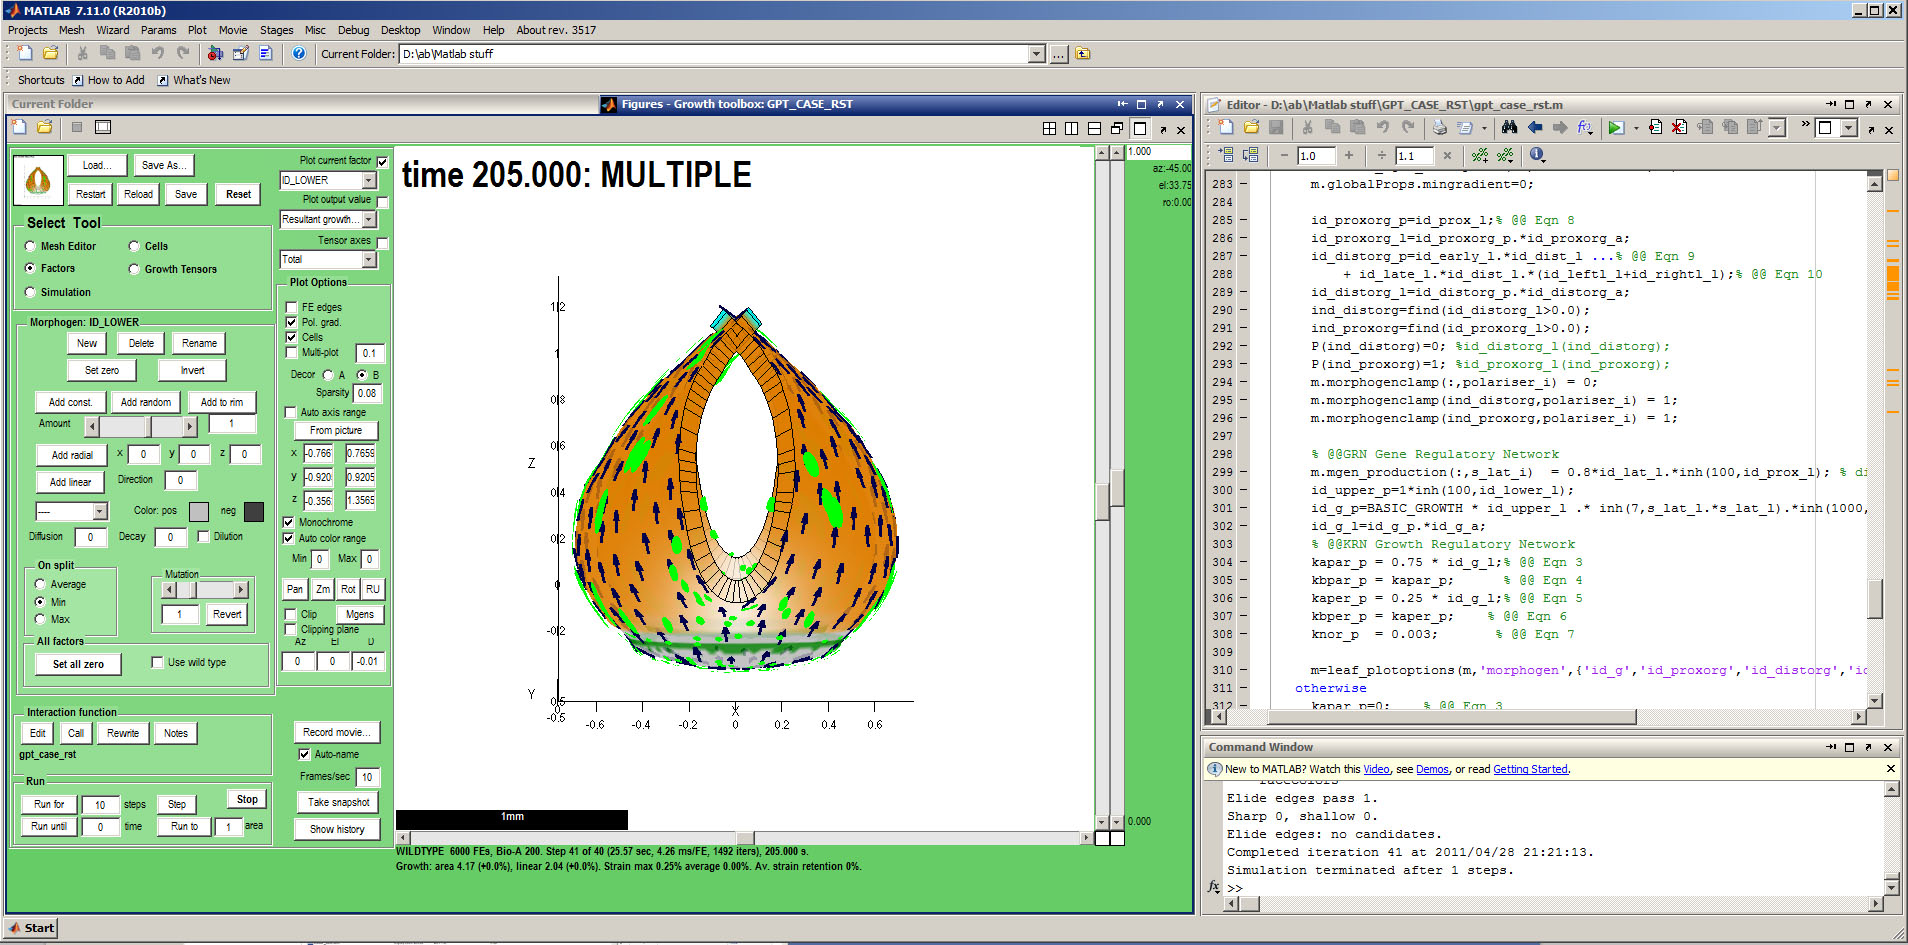 MATLAB 7.11.0 (R2010b)
Projects Mesh Wizard Params Plot Movie Stages Misc Debug Desktop Window Help About rev. 3517
Current Folder: D:\ab\Matlab stuff
Shortcuts How to Add What's New
Current Folder
Figures - Growth toolbox: GPT_CASE_RST
Load... Save As...
Restart Reload Save Reset
Select Tool
Mesh Editor Cells
Factors Growth Tensors
Simulation
Morphogen: ID_LOWER
New Delete Rename
Set zero Invert
Add const. Add random Add to rim
Amount 1
Add radial x 0 y 0 z 0
Add linear Direction 0
---- Color: pos neg
Diffusion 0 Decay 0 Dilution
On split
Average
Min
Max
Mutation
1 Revert
All factors
Set all zero Use wild type
Interaction function
Edit Call Rewrite Notes
gpt_case_rst
Run
Run for 10 steps Step Stop
Run until 0 time Run to 1 area
Plot current factor
ID_LOWER
Plot output value
Resultant growth...
Tensor axes
Total
Plot Options
FE edges
Pol. grad.
Cells
Multi-plot 0.1
Decor A B
Sparsity 0.08
Auto axis range
From picture
x -0.766 0.7659
y -0.920 0.9205
z -0.356 1.3565
Monochrome
Auto color range
Min 0 Max 0
Pan Zm Rot RU
Clip Mgens
Clipping plane
Az El D
0 0 -0.01
Record movie...
Auto-name
Frames/sec 10
Take snapshot
Show history
time 205.000: MULTIPLE
1.2
1
0.8
0.6
Z
0.4
0.2
0
-0.2
Y
0.5
-0.5
-0.6 -0.4 -0.2 0 0.2 0.4 0.6
X
1mm
1.000
az:-45.00
el:33.75
ro:0.00
0.000
WILDTYPE 6000 FEs, Bio-A 200. Step 41 of 40 (25.57 sec, 4.26 ms/FE, 1492 iters), 205.000 s.
Growth: area 4.17 (+0.0%), linear 2.04 (+0.0%). Strain max 0.25% average 0.00%. Av. strain retention 0%.
Editor - D:\ab\Matlab stuff\GPT_CASE_RST\gpt_case_rst.m
1.0 1.1
283 m.globalProps.mingradient=0;
284
285 id_proxorg_p=id_prox_l;% @@ Eqn 8
286 id_proxorg_l=id_proxorg_p.*id_proxorg_a;
287 id_distorg_p=id_early_l.*id_dist_l ...% @@ Eqn 9
288 + id_late_l.*id_dist_l.*(id_leftl_l+id_rightl_l);% @@ Eqn 10
289 id_distorg_l=id_distorg_p.*id_distorg_a;
290 ind_distorg=find(id_distorg_l>0.0);
291 ind_proxorg=find(id_proxorg_l>0.0);
292 P(ind_distorg)=0; %id_distorg_l(ind_distorg);
293 P(ind_proxorg)=1; %id_proxorg_l(ind_proxorg);
294 m.morphogenclamp(:,polariser_i) = 0;
295 m.morphogenclamp(ind_distorg,polariser_i) = 1;
296 m.morphogenclamp(ind_proxorg,polariser_i) = 1;
297
298 % @@GRN Gene Regulatory Network
299 m.mgen_production(:,s_lat_i) = 0.8*id_lat_l.*inh(100,id_prox_l); % di
300 id_upper_p=1*inh(100,id_lower_l);
301 id_g_p=BASIC_GROWTH * id_upper_l .* inh(7,s_lat_l.*s_lat_l).*inh(1000,
302 id_g_l=id_g_p.*id_g_a;
303 % @@KRN Growth Regulatory Network
304 kapar_p = 0.75 * id_g_l;% @@ Eqn 3
305 kbpar_p = kapar_p; % @@ Eqn 4
306 kaper_p = 0.25 * id_g_l;% @@ Eqn 5
307 kbper_p = kaper_p; % @@ Eqn 6
308 knor_p = 0.003; % @@ Eqn 7
309
310 m=leaf_plotoptions(m,'morphogen',{'id_g','id_proxorg','id_distorg','ic
311 otherwise
312 kapar_p=0; % @@ Eqn 3
Command Window
New to MATLAB? Watch this Video, see Demos, or read Getting Started.
Elide edges pass 1.
Sharp 0, shallow 0.
Elide edges: no candidates.
Completed iteration 41 at 2011/04/28 21:21:13.
Simulation terminated after 1 steps.
>>
Start